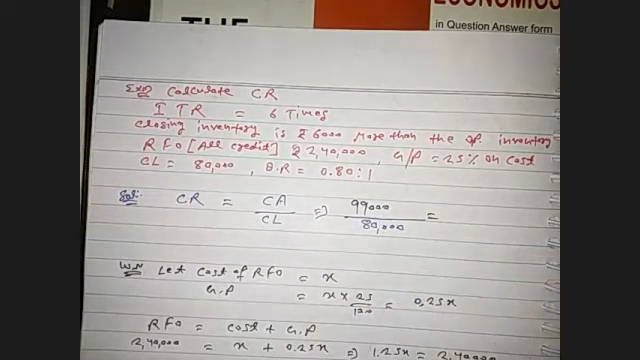 THE
ECONOMICS
in Question Answer form
Exp) Calculate CR
ITR = 6 Times
closing inventory is ₹ 6000 More than the op. inventory
RFO [All credit] ₹ 2,40,000, G/P = 25% on cost
CL = 80,000, Q.R = 0.80:1
Sol: CR = CA/CL ⇒ 99000/80,000 =
W.N Let Cost of RFO = x
G.P = x × 25/100 = 0.25x
RFO = Cost + G.P
2,40,000 = x + 0.25x ⇒ 1.25x = 2,40000